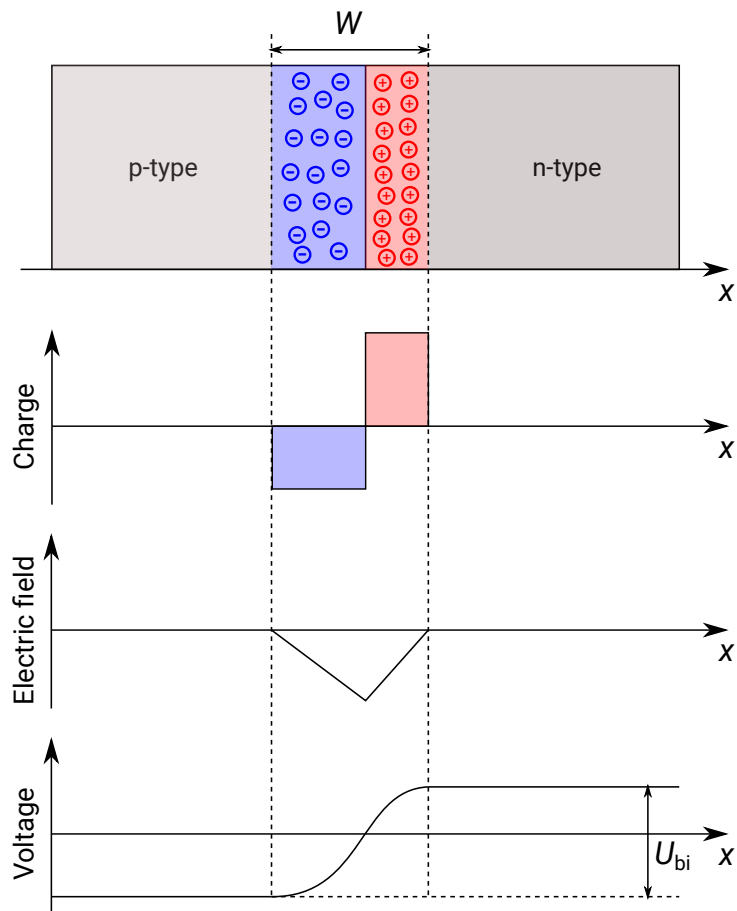 W
p-type
n-type
x
Charge
x
Electric field
x
Voltage
U_bi
x